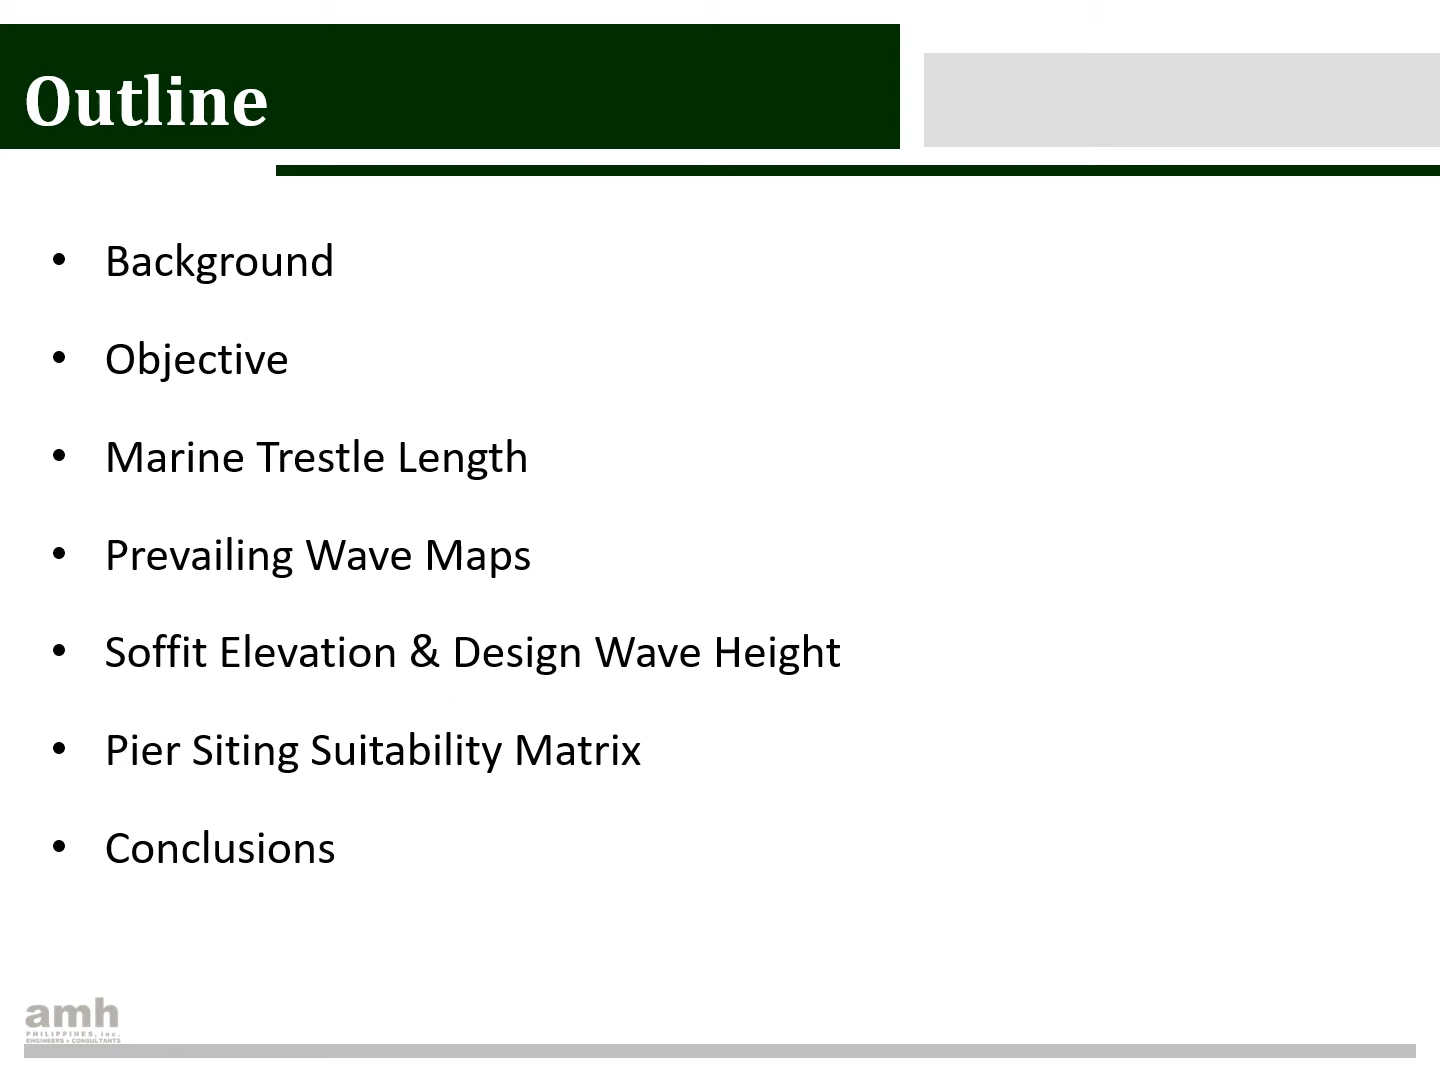 Outline
• Background
• Objective
• Marine Trestle Length
• Prevailing Wave Maps
• Soffit Elevation & Design Wave Height
• Pier Siting Suitability Matrix
• Conclusions
amh
PHILIPPINES, inc.
ENGINEERS • CONSULTANTS